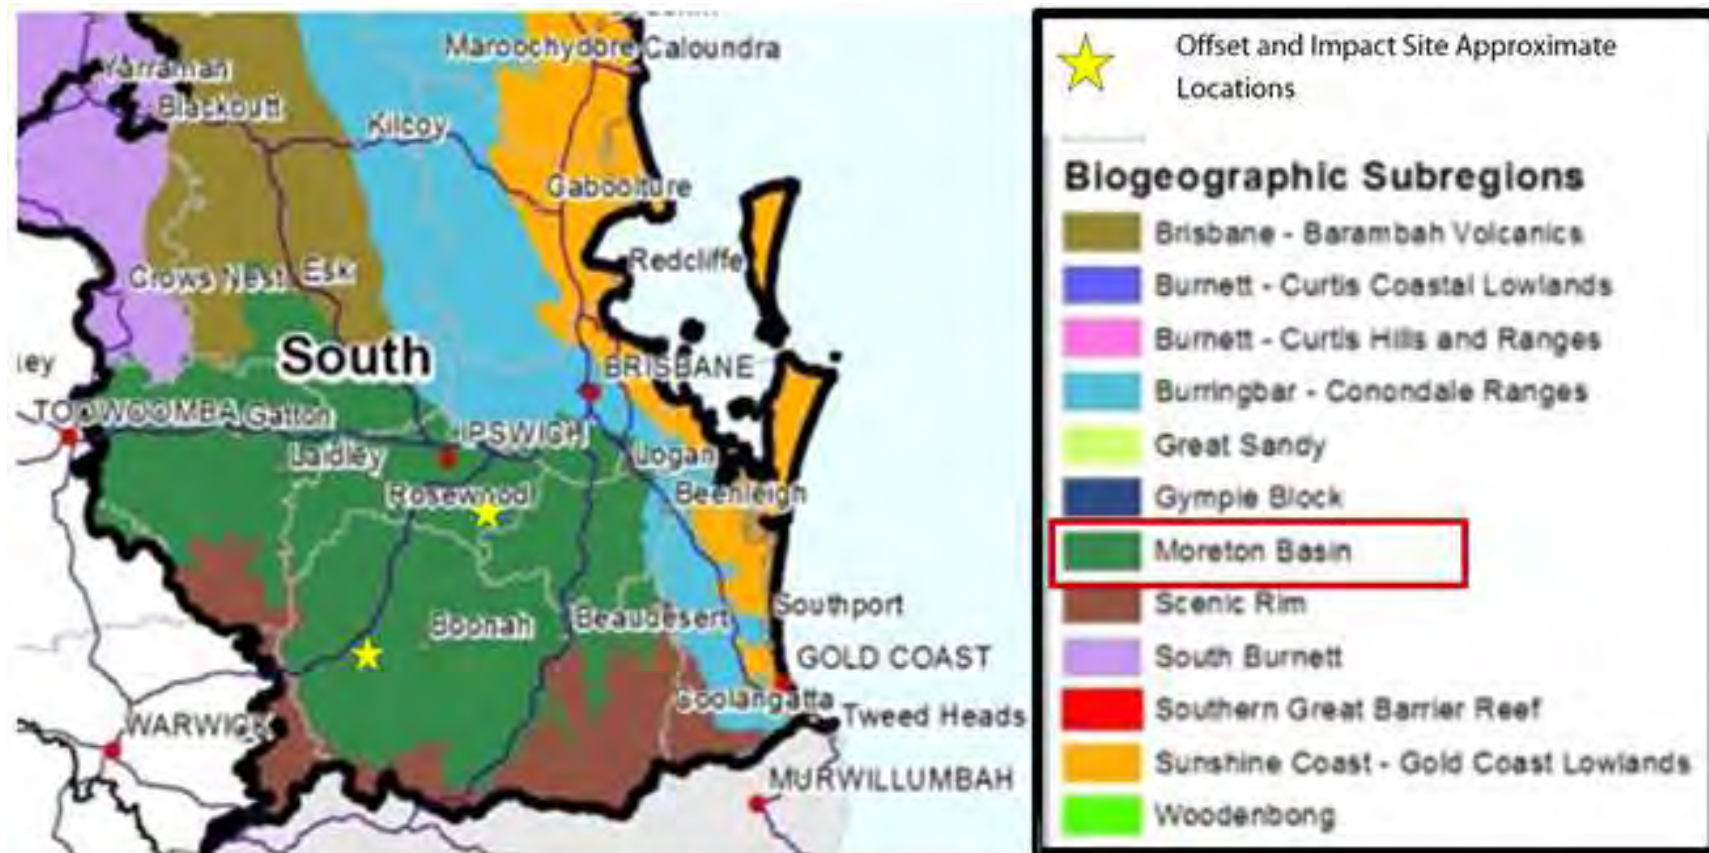 Maroochydore Caloundra
Yarraman
Blackbutt
Kilcoy
Caboolture
Redcliffe
Crows Nest
Esk
South
BRISBANE
ley
TOOWOOMBA
Gatton
IPSWICH
Laidley
Logan
Rosewood
Beenleigh
Boonah
Beaudesert
Southport
GOLD COAST
Coolangatta
Tweed Heads
WARWICK
MURWILLUMBAH
Offset and Impact Site Approximate
Locations
Biogeographic Subregions
Brisbane - Barambah Volcanics
Burnett - Curtis Coastal Lowlands
Burnett - Curtis Hills and Ranges
Burringbar - Conondale Ranges
Great Sandy
Gympie Block
Moreton Basin
Scenic Rim
South Burnett
Southern Great Barrier Reef
Sunshine Coast - Gold Coast Lowlands
Woodenbong